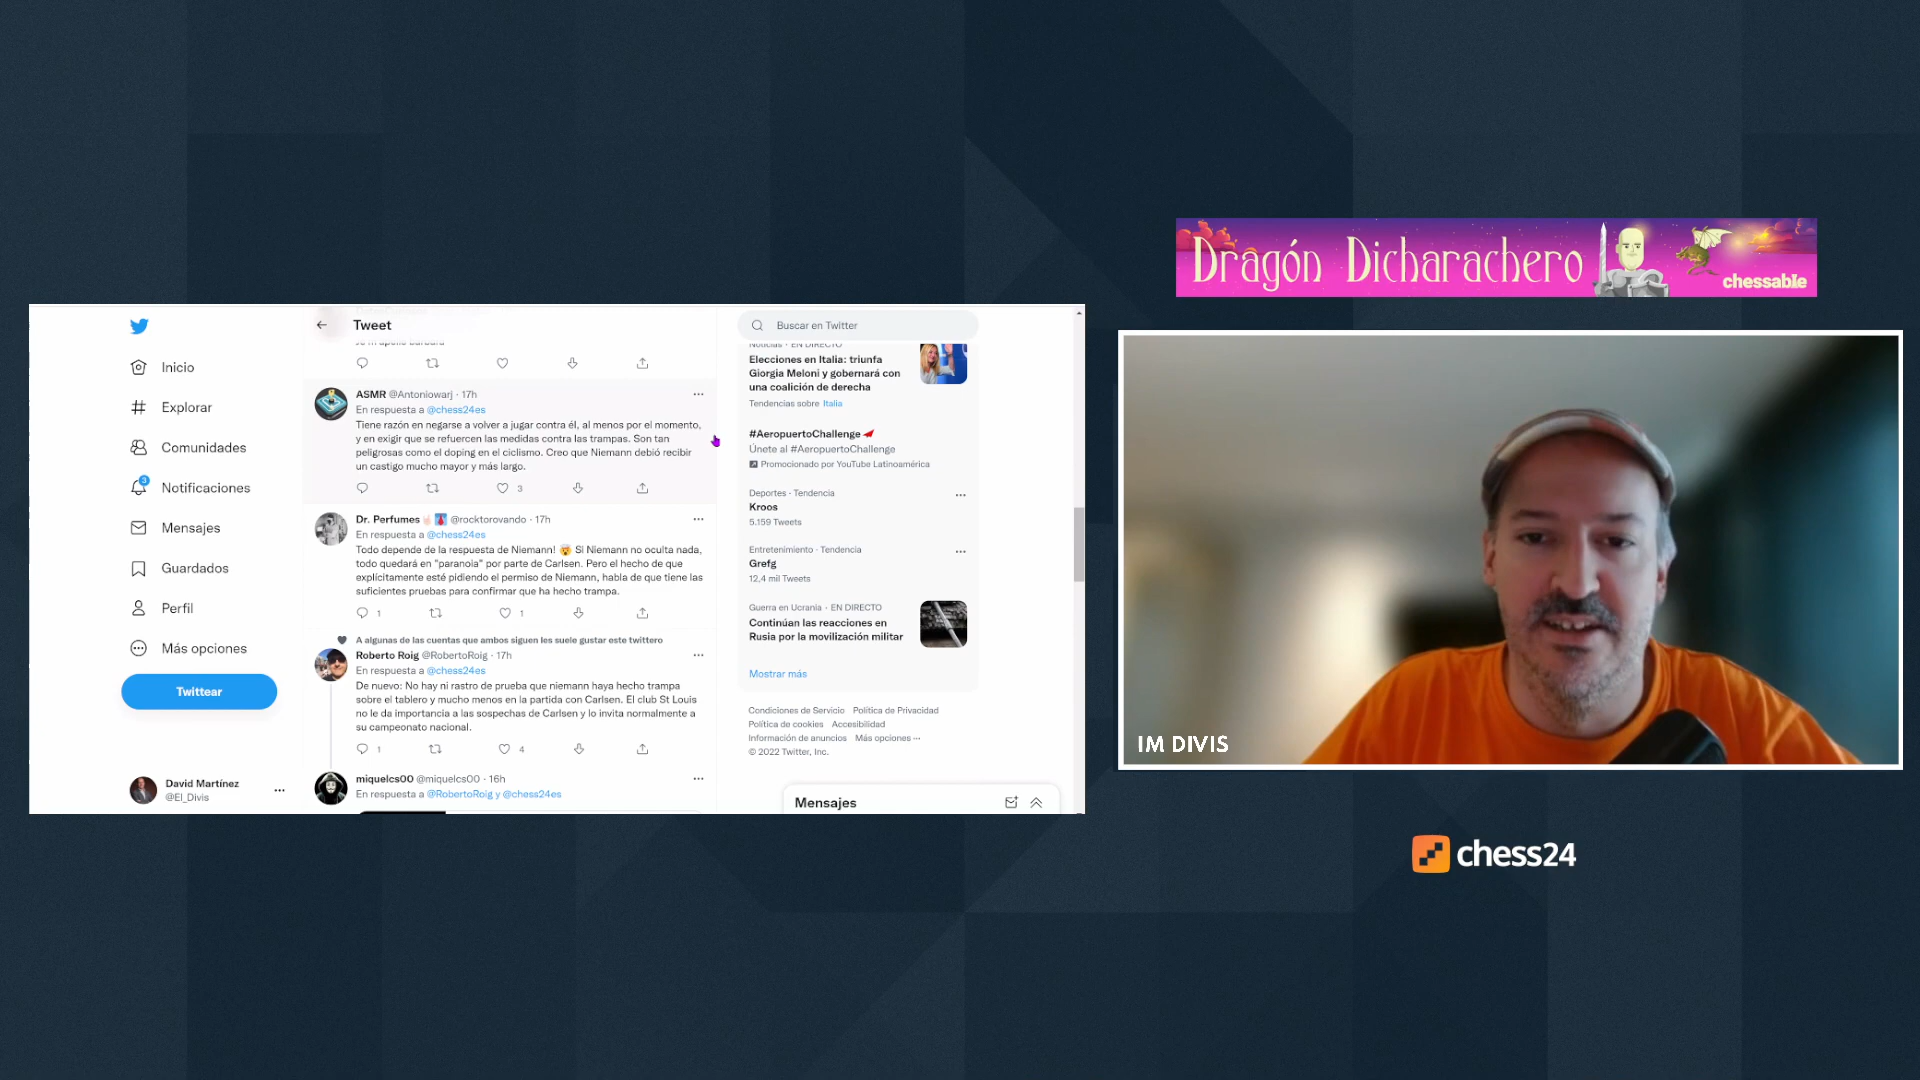 Dragón Dicharachero
chessable
Tweet
Buscar en Twitter
Inicio
Explorar
Comunidades
3
Notificaciones
Mensajes
Guardados
Perfil
Más opciones
Twittear
David Martínez
@El_Divis
ASMR @Antoniowarj · 17h
En respuesta a @chess24es
Tiene razón en negarse a volver a jugar contra él, al menos por el momento,
y en exigir que se refuercen las medidas contra las trampas. Son tan
peligrosas como el doping en el ciclismo. Creo que Niemann debió recibir
un castigo mucho mayor y más largo.
3
Dr. Perfumes @rocktorovando · 17h
En respuesta a @chess24es
Todo depende de la respuesta de Niemann! 🤯 Si Niemann no oculta nada,
todo quedará en "paranoia" por parte de Carlsen. Pero el hecho de que
explícitamente esté pidiendo el permiso de Niemann, habla de que tiene las
suficientes pruebas para confirmar que ha hecho trampa.
1 1
A algunas de las cuentas que ambos siguen les suele gustar este twittero
Roberto Roig @RobertoRoig · 17h
En respuesta a @chess24es
De nuevo: No hay ni rastro de prueba que niemann haya hecho trampa
sobre el tablero y mucho menos en la partida con Carlsen. El club St Louis
no le da importancia a las sospechas de Carlsen y lo invita normalmente a
su campeonato nacional.
1 4
miquelcs00 @miquelcs00 · 16h
En respuesta a @RobertoRoig y @chess24es
Noticias · EN DIRECTO
Elecciones en Italia: triunfa
Giorgia Meloni y gobernará con
una coalición de derecha
Tendencias sobre Italia
#AeropuertoChallenge
Únete al #AeropuertoChallenge
Promocionado por YouTube Latinoamérica
Deportes · Tendencia
Kroos
5.159 Tweets
Entretenimiento · Tendencia
Grefg
12,4 mil Tweets
Guerra en Ucrania · EN DIRECTO
Continúan las reacciones en
Rusia por la movilización militar
Mostrar más
Condiciones de Servicio Política de Privacidad
Política de cookies Accesibilidad
Información de anuncios Más opciones ···
© 2022 Twitter, Inc.
Mensajes
IM DIVIS
chess24